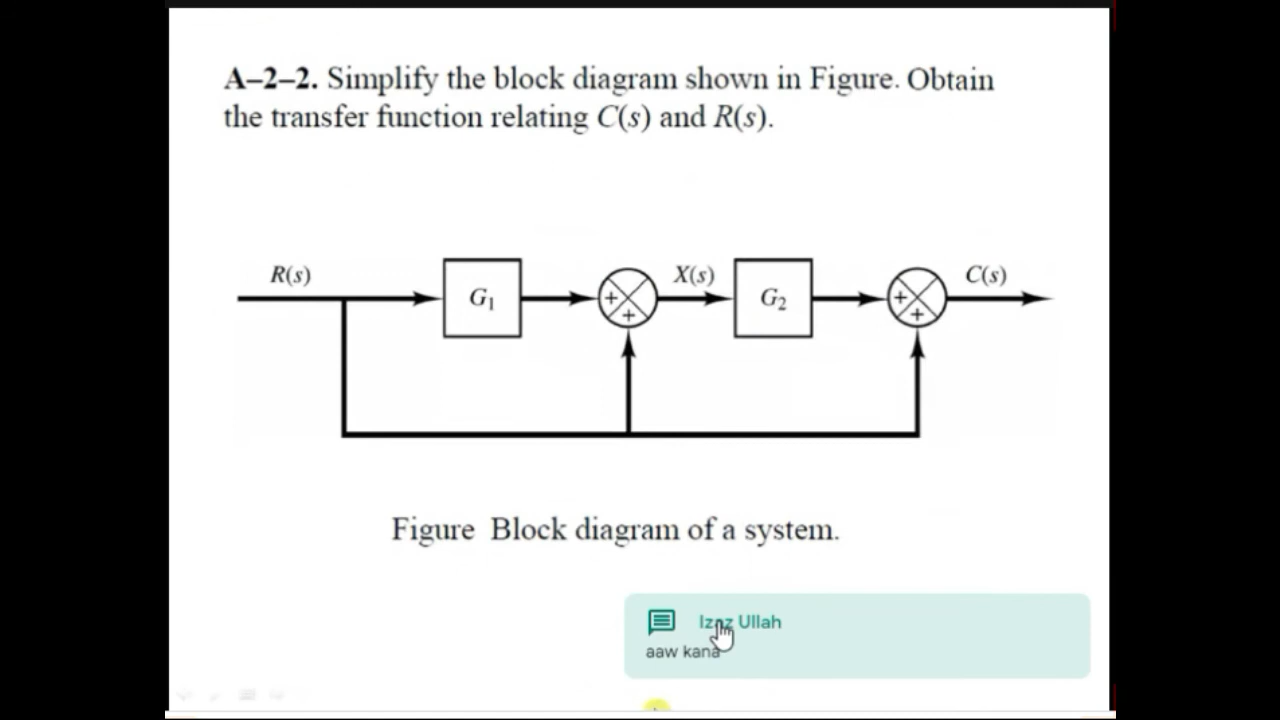 A–2–2. Simplify the block diagram shown in Figure. Obtain
the transfer function relating C(s) and R(s).
R(s)
G₁
+
+
X(s)
G₂
+
+
C(s)
Figure Block diagram of a system.
Izaz Ullah
aaw kana